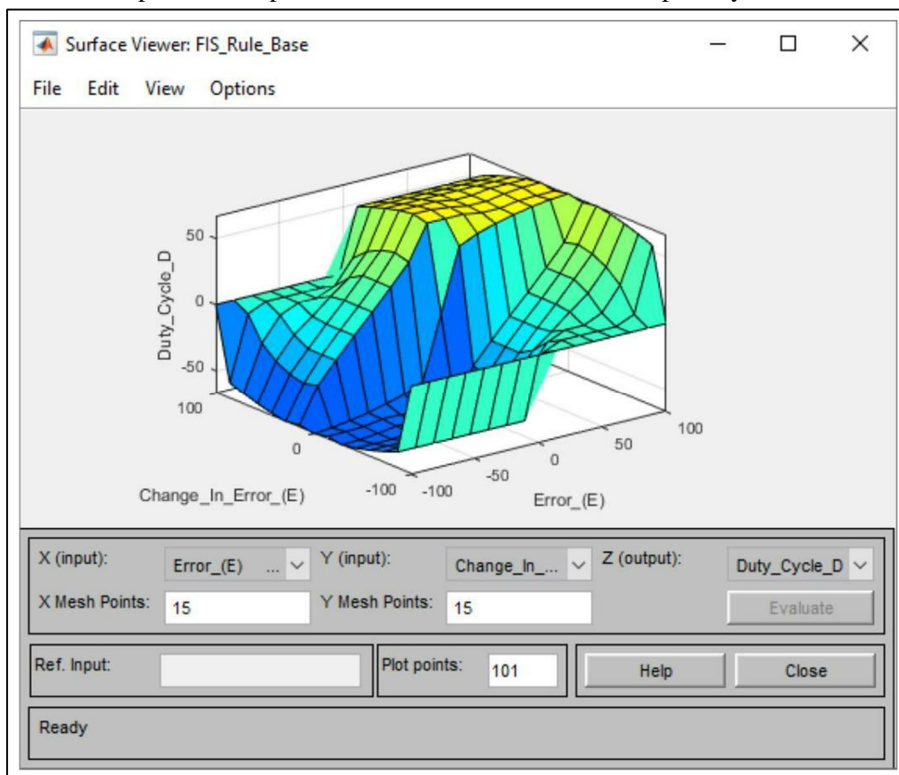 Surface Viewer: FIS_Rule_Base
File Edit View Options
50
0
-50
Duty_Cycle_D
100
0
-100
Change_In_Error_(E)
-100
-50
0
50
100
Error_(E)
X (input): Error_(E) ... Y (input): Change_In_... Z (output): Duty_Cycle_D
X Mesh Points: 15 Y Mesh Points: 15 Evaluate
Ref. Input: Plot points: 101 Help Close
Ready